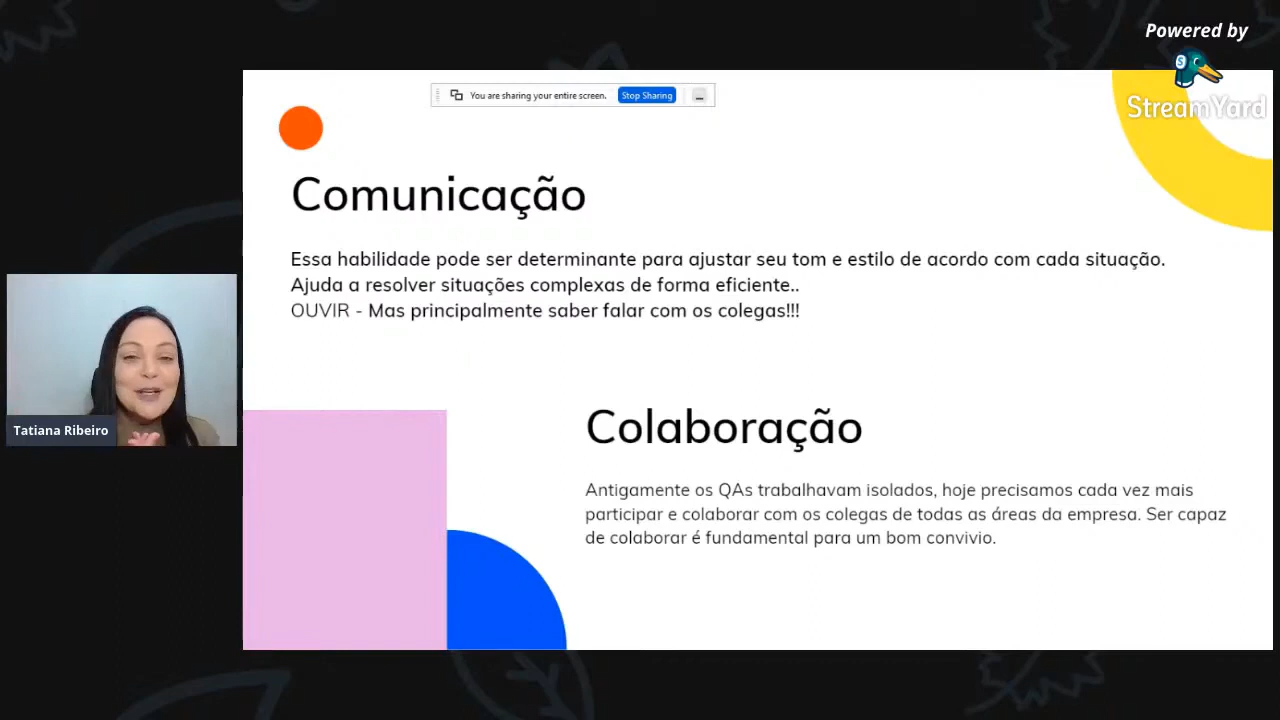 Powered by
StreamYard
You are sharing your entire screen. Stop Sharing
Comunicação
Essa habilidade pode ser determinante para ajustar seu tom e estilo de acordo com cada situação.
Ajuda a resolver situações complexas de forma eficiente..
OUVIR - Mas principalmente saber falar com os colegas!!!
Tatiana Ribeiro
Colaboração
Antigamente os QAs trabalhavam isolados, hoje precisamos cada vez mais
participar e colaborar com os colegas de todas as áreas da empresa. Ser capaz
de colaborar é fundamental para um bom convivio.